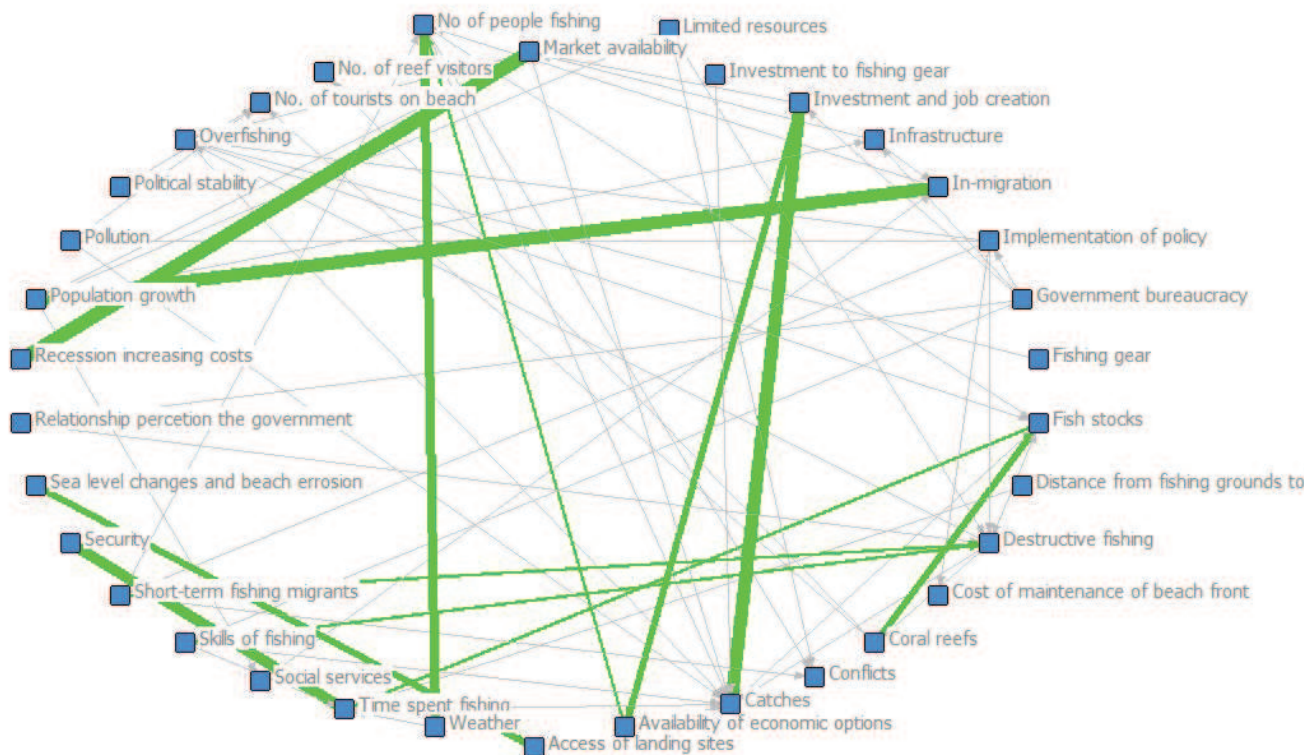 No of people fishing
Limited resources
Market availability
No. of reef visitors
Investment to fishing gear
No. of tourists on beach
Investment and job creation
Overfishing
Infrastructure
Political stability
In-migration
Pollution
Implementation of policy
Population growth
Government bureaucracy
Recession increasing costs
Fishing gear
Relationship percetion the government
Fish stocks
Sea level changes and beach errosion
Distance from fishing grounds to
Security
Destructive fishing
Short-term fishing migrants
Cost of maintenance of beach front
Skills of fishing
Coral reefs
Social services
Conflicts
Time spent fishing
Catches
Weather
Availability of economic options
Access of landing sites